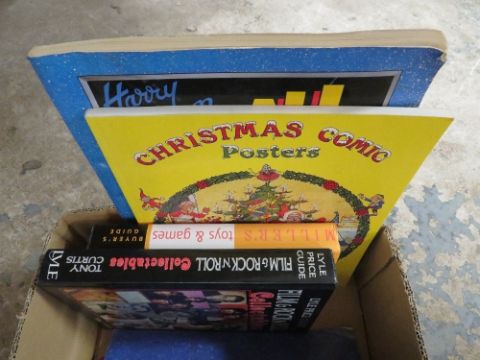 Harry
CHRISTMAS COMIC
Posters
MILLER'S
toys & games
BUYER'S
GUIDE
LYLE
PRICE
GUIDE
FILM & ROCK'N'ROLL
Collectables
TONY
CURTIS
LYLE